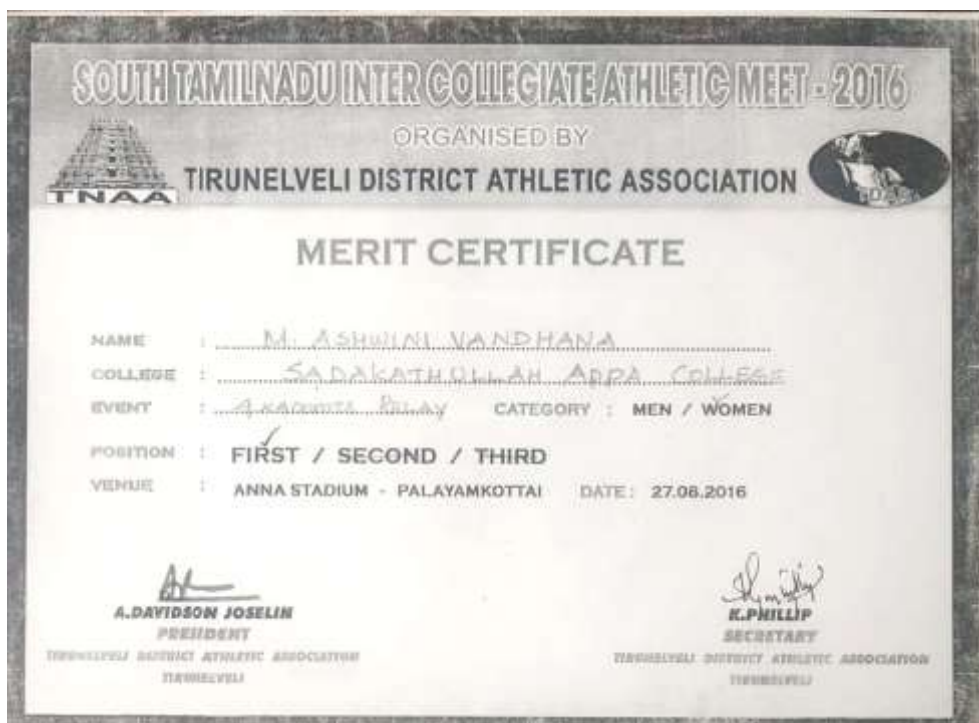 SOUTH TAMILNADU INTER COLLEGIATE ATHLETIC MEET - 2016
ORGANISED BY
TNAA
TIRUNELVELI DISTRICT ATHLETIC ASSOCIATION
MERIT CERTIFICATE
NAME : M. ASHWINI VANDHANA
COLLEGE : SADAKATHULLAH APPA COLLEGE
EVENT : RELAY CATEGORY : MEN / WOMEN
POSITION : FIRST / SECOND / THIRD
VENUE : ANNA STADIUM - PALAYAMKOTTAI DATE : 27.08.2016
A.DAVIDSON JOSELIN
PRESIDENT
TIRUNELVELI DISTRICT ATHLETIC ASSOCIATION
TIRUNELVELI
K.PHILLIP
SECRETARY
TIRUNELVELI DISTRICT ATHLETIC ASSOCIATION
TIRUNELVELI